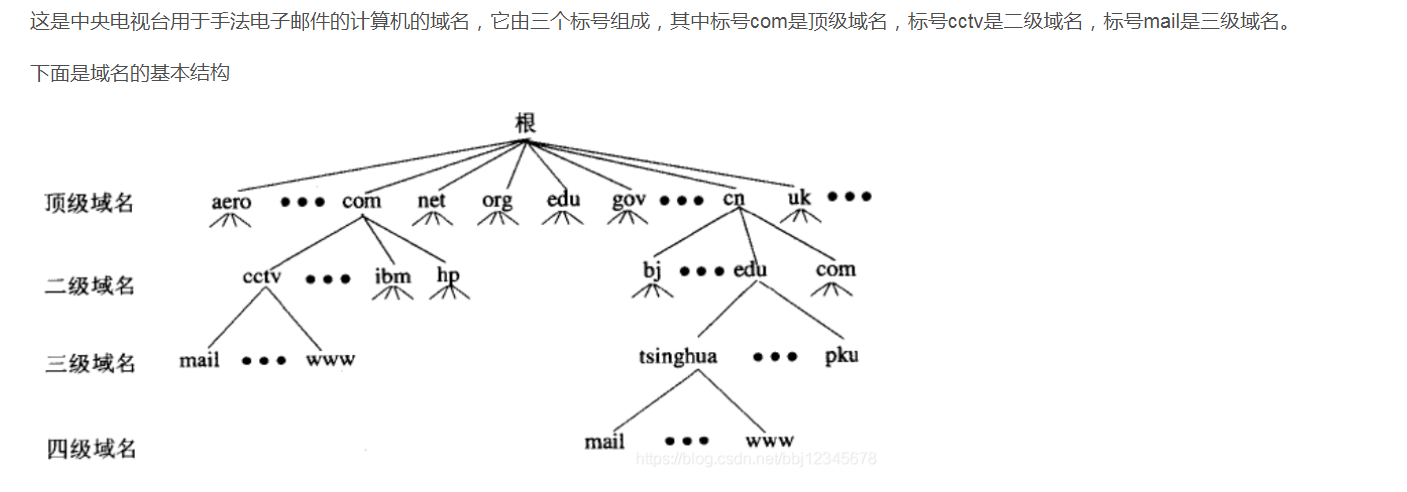 这是中央电视台用于手法电子邮件的计算机的域名，它由三个标号组成，其中标号com是顶级域名，标号cctv是二级域名，标号mail是三级域名。
下面是域名的基本结构
根
顶级域名 aero ••• com net org edu gov ••• cn uk •••
二级域名 cctv ••• ibm hp bj ••• edu com
三级域名 mail ••• www tsinghua ••• pku
四级域名 mail ••• www
https://blog.csdn.net/bbj12345678